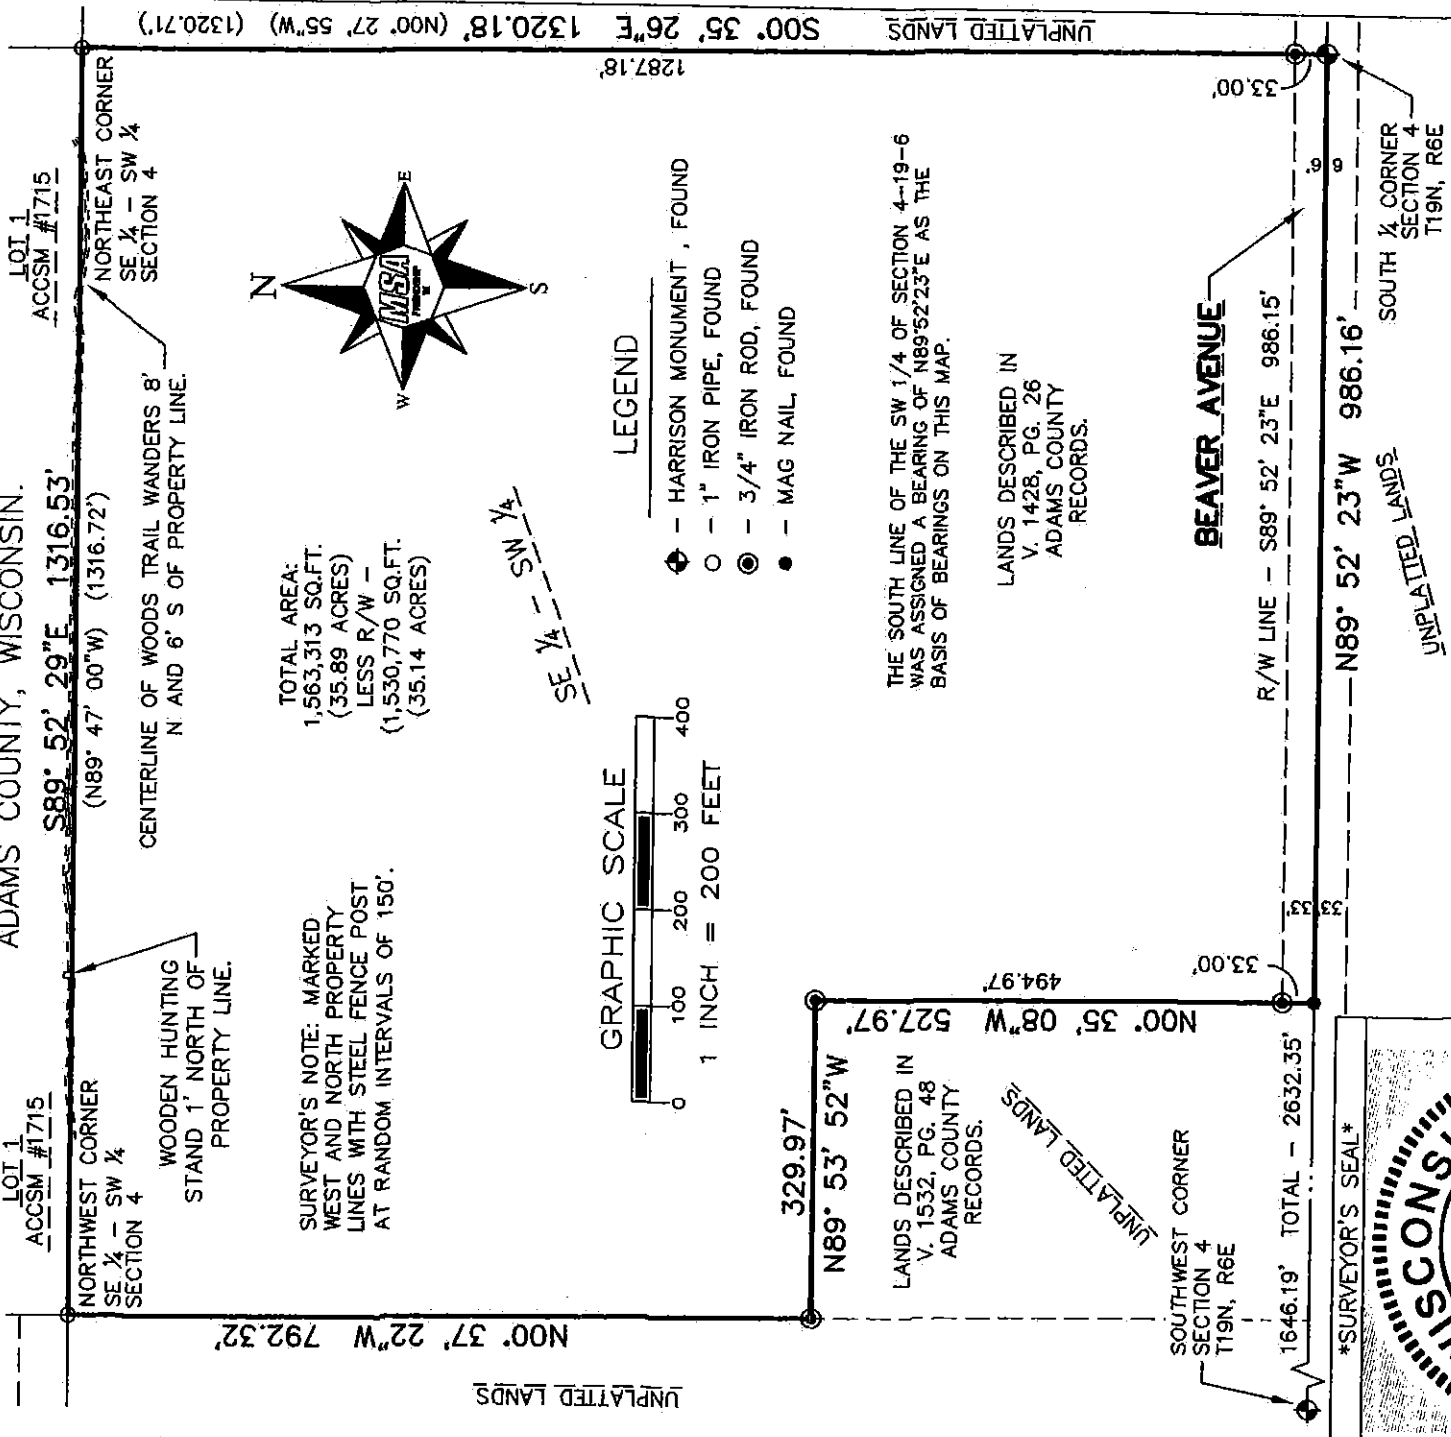 ADAMS COUNTY, WISCONSIN.
LOT 1
ACCSM #1715
LOT 1
ACCSM #1715
S89° 52' 29"E 1316.53'
(N89° 47' 00"W) (1316.72')
NORTHWEST CORNER
SE ¼ - SW ¼
SECTION 4
NORTHEAST CORNER
SE ¼ - SW ¼
SECTION 4
WOODEN HUNTING
STAND 1' NORTH OF
PROPERTY LINE.
CENTERLINE OF WOODS TRAIL WANDERS 8'
N AND 6' S OF PROPERTY LINE.
SURVEYOR'S NOTE: MARKED
WEST AND NORTH PROPERTY
LINES WITH STEEL FENCE POST
AT RANDOM INTERVALS OF 150'.
TOTAL AREA:
1,563,313 SQ.FT.
(35.89 ACRES)
LESS R/W -
(1,530,770 SQ.FT.
(35.14 ACRES)
N
E
S
W
MSA
SE ¼ - SW ¼
GRAPHIC SCALE
0 100 200 300 400
1 INCH = 200 FEET
LEGEND
- HARRISON MONUMENT , FOUND
- 1" IRON PIPE, FOUND
- 3/4" IRON ROD, FOUND
- MAG NAIL, FOUND
UNPLATTED LANDS
N00° 37' 22"W 792.32'
UNPLATTED LANDS
S00° 35' 26"E 1320.18' (N00° 27' 55"W) (1320.71')
1287.18'
33.00'
THE SOUTH LINE OF THE SW 1/4 OF SECTION 4-19-6
WAS ASSIGNED A BEARING OF N89°52'23"E AS THE
BASIS OF BEARINGS ON THIS MAP.
LANDS DESCRIBED IN
V. 1428, PG. 26
ADAMS COUNTY
RECORDS.
329.97'
N89° 53' 52"W
LANDS DESCRIBED IN
V. 1532, PG. 48
ADAMS COUNTY
RECORDS.
N00° 35' 08"W 527.97'
494.97'
33.00'
UNPLATTED LANDS
BEAVER AVENUE
R/W LINE - S89° 52' 23"E 986.15'
66'
33' 33'
N89° 52' 23"W 986.16'
UNPLATTED LANDS
SOUTH ¼ CORNER
SECTION 4
T19N, R6E
SOUTHWEST CORNER
SECTION 4
T19N, R6E
1646.19' TOTAL - 2632.35'
*SURVEYOR'S SEAL*
ISCONSI